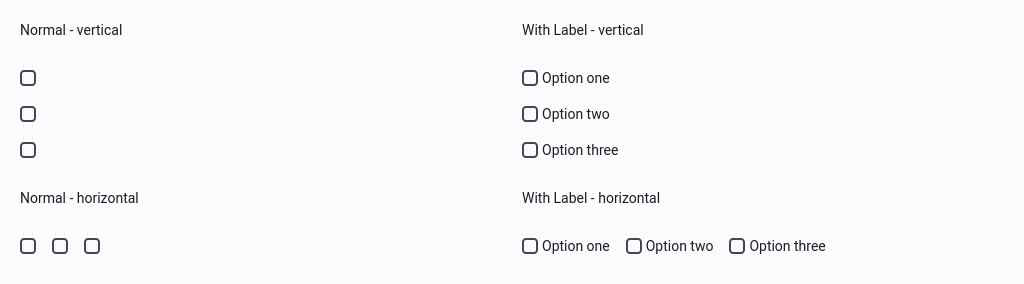 Normal - vertical
With Label - vertical
Option one
Option two
Option three
Normal - horizontal
With Label - horizontal
Option one Option two Option three